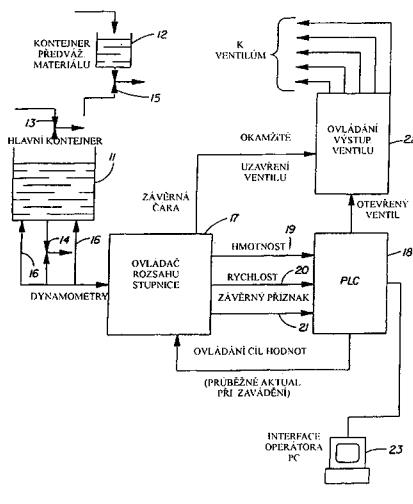 KONTEJNER
PŘEDVÁŽ.
MATERIÁLU
12
15
13
HLAVNÍ KONTEJNER
11
14
16
16
DYNAMOMETRY
K
VENTILŮM
OVLÁDÁNÍ
VÝSTUP
VENTILU
22
OKAMŽITÉ
UZAVŘENÍ
VENTILU
ZÁVĚRNÁ
ČARA
17
OVLADAČ
ROZSAHU
STUPNICE
OTEVŘENÝ
VENTIL
HMOTNOST
19
RYCHLOST
20
ZÁVĚRNÝ PŘÍZNAK
21
PLC
18
OVLÁDÁNÍ CÍL HODNOT
(PRŮBĚŽNĚ AKTUAL
PŘI ZAVÁDĚNÍ)
INTERFACE
OPERÁTORA
PC
23